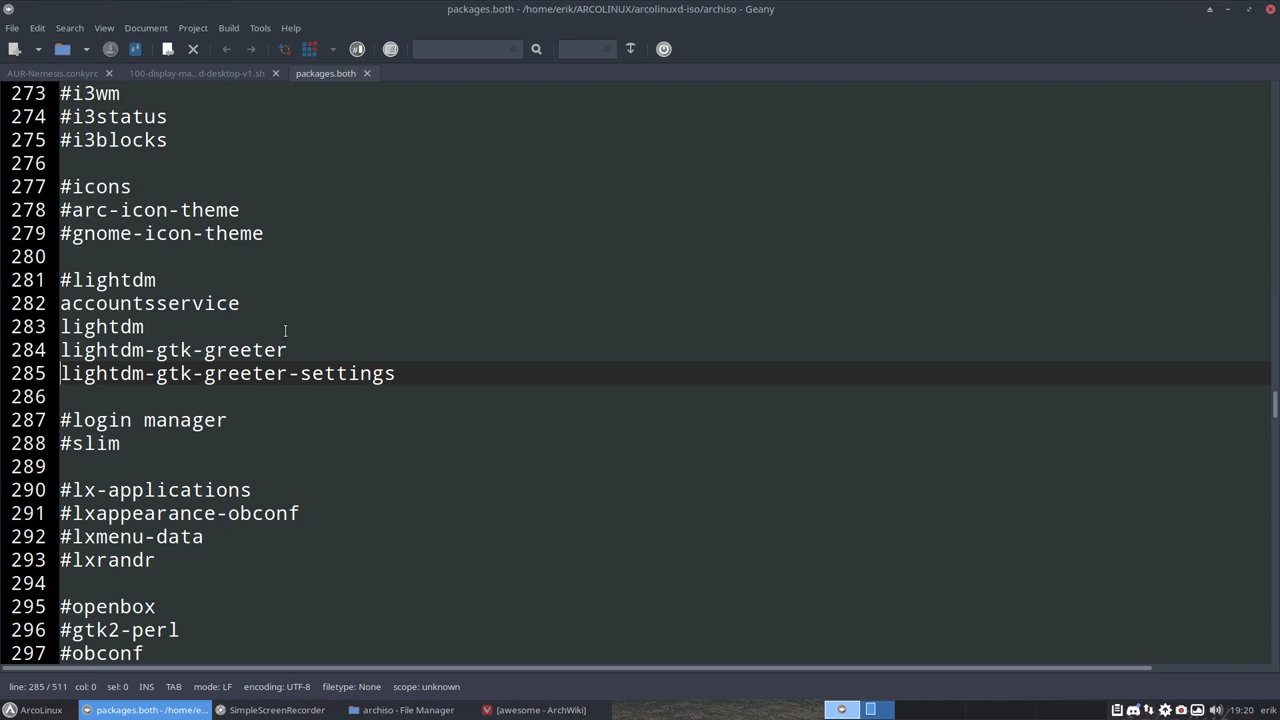 packages.both - /home/erik/ARCOLINUX/arcolinuxd-iso/archiso - Geany
File Edit Search View Document Project Build Tools Help
AUR-Nemesis.conkyrc 100-display-ma...d-desktop-v1.sh packages.both
273 #i3wm
274 #i3status
275 #i3blocks
276
277 #icons
278 #arc-icon-theme
279 #gnome-icon-theme
280
281 #lightdm
282 accountsservice
283 lightdm
284 lightdm-gtk-greeter
285 lightdm-gtk-greeter-settings
286
287 #login manager
288 #slim
289
290 #lx-applications
291 #lxappearance-obconf
292 #lxmenu-data
293 #lxrandr
294
295 #openbox
296 #gtk2-perl
297 #obconf
line: 285 / 511 col: 0 sel: 0 INS TAB mode: LF encoding: UTF-8 filetype: None scope: unknown
ArcoLinux packages.both - /home/e... SimpleScreenRecorder archiso - File Manager [awesome - ArchWiki] 19:20 erik